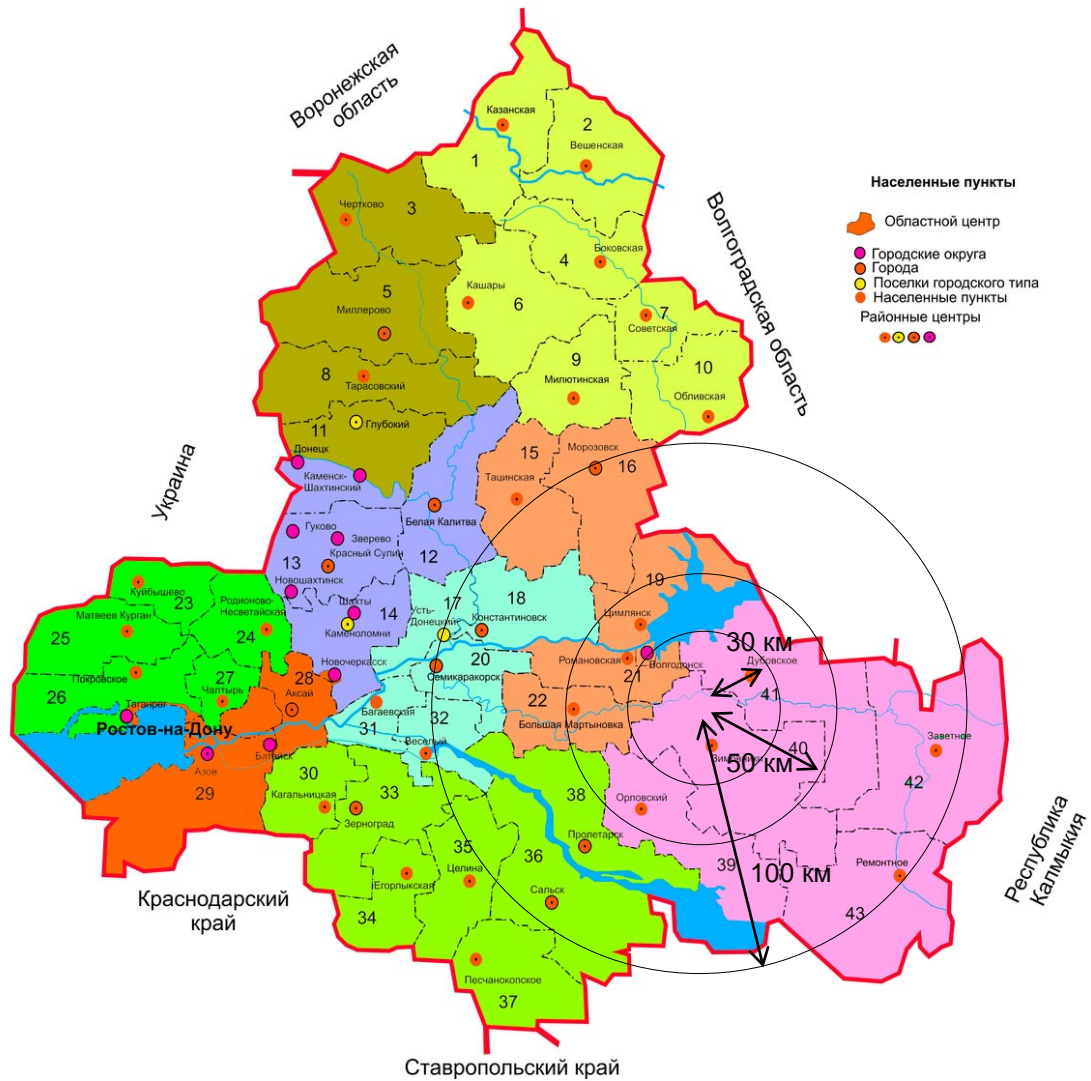 Воронежская
область
Казанская
2
Вешенская
1
Населенные пункты
Чертково
3
Областной центр
Волгоградская область
Боковская
4
Городские округа
Города
Поселки городского типа
Населенные пункты
Районные центры
5
Кашары
6
Миллерово
7
Советская
9
10
8
Тарасовский
Милютинская
Обливская
11
Глубокий
Донецк
15
Морозовск
16
Каменск-
Шахтинский
Тацинская
Украина
Белая Калитва
Гуково
Зверево
Красный Сулин
12
13
Новошахтинск
19
Куйбышево
23
Родионово-
Несветайская
Шахты
14
Каменоломни
17
18
Усть-
Донецкий
Константиновск
Цимлянск
Матвеев Курган
25
24
30 км
20
Романовская
Волгодонск
Дубовское
Новочеркасск
Семикаракорск
21
41
Покровское
27
28
26
Чалтырь
Аксай
22
Таганрог
Багаевская
32
Большая Мартыновка
Ростов-на-Дону
31
Веселый
Заветное
Батайск
40
Азов
Зимовники
50 км
30
29
33
38
42
Кагальницкая
Зерноград
Орловский
Пролетарск
Республика
Калмыкия
35
36
39
Ремонтное
Целина
100 км
Егорлыкская
Сальск
Краснодарский
край
34
43
Песчанокопское
37
Ставропольский край